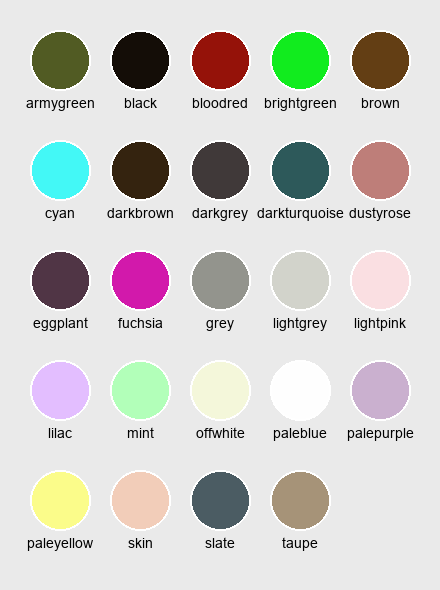 armygreen black bloodred brightgreen brown
cyan darkbrown darkgrey darkturquoise dustyrose
eggplant fuchsia grey lightgrey lightpink
lilac mint offwhite paleblue palepurple
paleyellow skin slate taupe